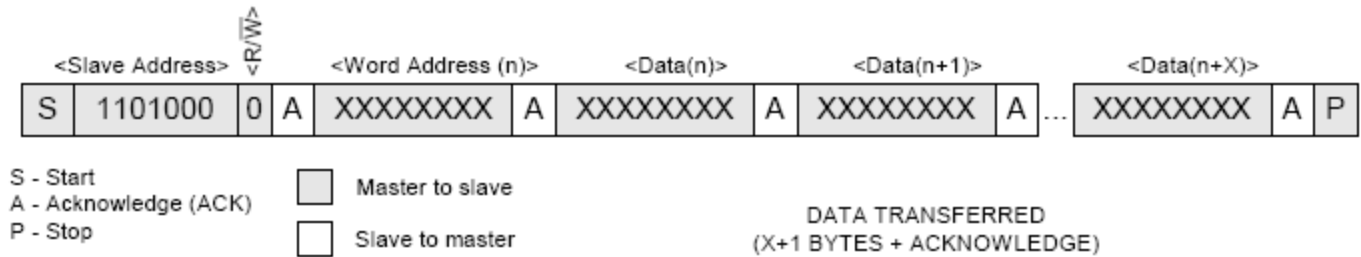 <R/W̅>
<Slave Address> <Word Address (n)> <Data(n)> <Data(n+1)> <Data(n+X)>
S 1101000 0 A XXXXXXXX A XXXXXXXX A XXXXXXXX A ... XXXXXXXX A P
S - Start
A - Acknowledge (ACK)
P - Stop
Master to slave
Slave to master
DATA TRANSFERRED
(X+1 BYTES + ACKNOWLEDGE)